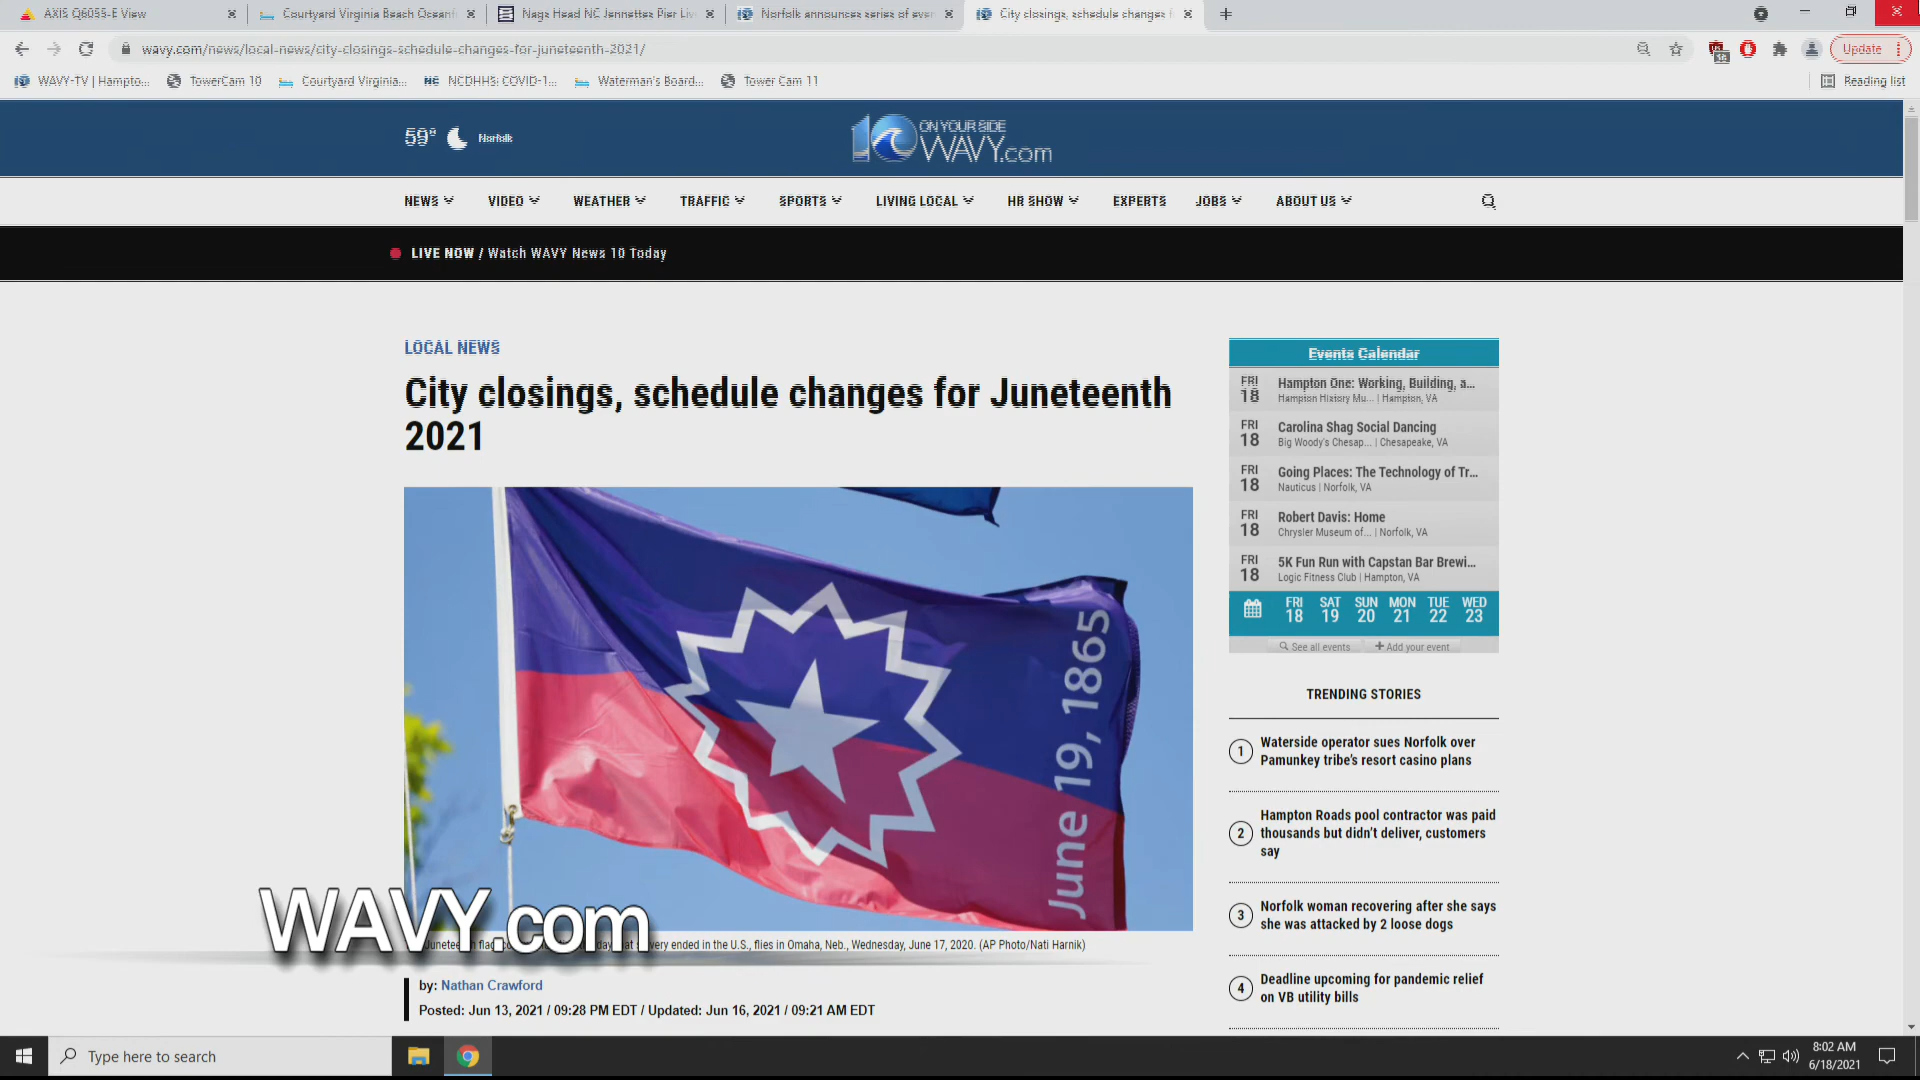 AXIS Q6055-E View
Courtyard Virginia Beach Oceanf
Nags Head NC Jennettes Pier Liv
Norfolk announces series of eve
City closings, schedule changes f
wavy.com/news/local-news/city-closings-schedule-changes-for-juneteenth-2021/
Update
WAVY-TV | Hampto...
TowerCam 10
Courtyard Virginia...
NC
NCDHHS: COVID-1...
Waterman's Board...
Tower Cam 11
Reading list
59°
Norfolk
10 ON YOUR SIDE
WAVY.com
NEWS
VIDEO
WEATHER
TRAFFIC
SPORTS
LIVING LOCAL
HR SHOW
EXPERTS
JOBS
ABOUT US
LIVE NOW / Watch WAVY News 10 Today
LOCAL NEWS
City closings, schedule changes for Juneteenth
2021
June 19, 1865
WAVY.com
ended in the U.S., flies in Omaha, Neb., Wednesday, June 17, 2020. (AP Photo/Nati Harnik)
by: Nathan Crawford
Posted: Jun 13, 2021 / 09:28 PM EDT / Updated: Jun 16, 2021 / 09:21 AM EDT
Events Calendar
FRI
18
Hampton One: Working, Building, a...
Hampton History Mu... | Hampton, VA
FRI
18
Carolina Shag Social Dancing
Big Woody's Chesap... | Chesapeake, VA
FRI
18
Going Places: The Technology of Tr...
Nauticus | Norfolk, VA
FRI
18
Robert Davis: Home
Chrysler Museum of... | Norfolk, VA
FRI
18
5K Fun Run with Capstan Bar Brewi...
Logic Fitness Club | Hampton, VA
FRI SAT SUN MON TUE WED
18 19 20 21 22 23
See all events
Add your event
TRENDING STORIES
1
Waterside operator sues Norfolk over
Pamunkey tribe's resort casino plans
2
Hampton Roads pool contractor was paid
thousands but didn't deliver, customers
say
3
Norfolk woman recovering after she says
she was attacked by 2 loose dogs
4
Deadline upcoming for pandemic relief
on VB utility bills
Type here to search
8:02 AM
6/18/2021